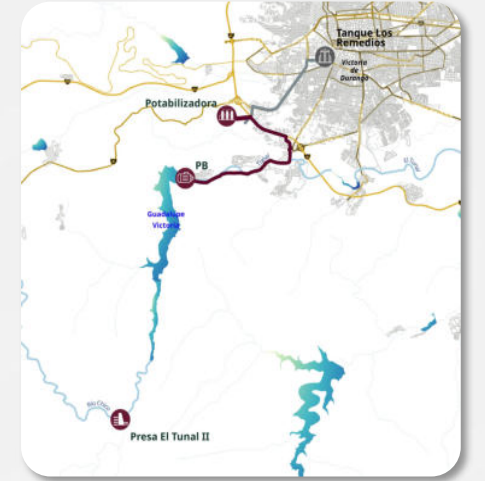 Tanque Los
Remedios
Victoria
de
Durango
Potabilizadora
PB
Guadalupe
Victoria
Río Chico
Presa El Tunal II